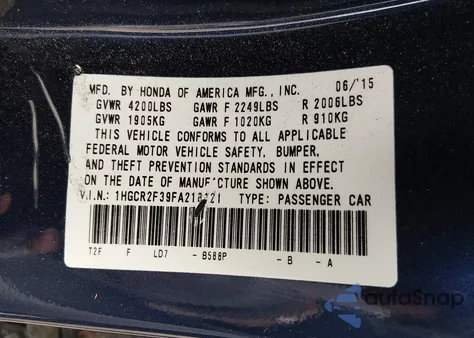 MFD. BY HONDA OF AMERICA MFG., INC. 06/15
GVWR 4200LBS GAWR F 2249LBS R 2006LBS
GVWR 1905KG GAWR F 1020KG R 910KG
THIS VEHICLE CONFORMS TO ALL APPLICABLE
FEDERAL MOTOR VEHICLE SAFETY, BUMPER,
AND THEFT PREVENTION STANDARDS IN EFFECT
ON THE DATE OF MANUFACTURE SHOWN ABOVE.
V.I.N.: TYPE: PASSENGER CAR
T2F F LD7 - B588P - B - A
autoSnap